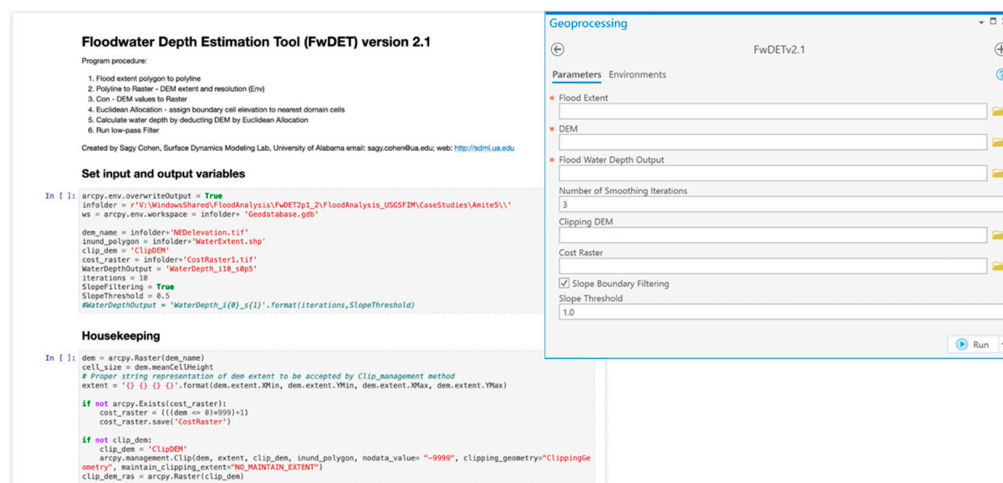 Floodwater Depth Estimation Tool (FwDET) version 2.1
Program procedure:
1. Flood extent polygon to polyline
2. Polyline to Raster - DEM extent and resolution (Env)
3. Con - DEM values to Raster
4. Euclidean Allocation - assign boundary cell elevation to nearest domain cells
5. Calculate water depth by deducting DEM by Euclidean Allocation
6. Run low-pass Filter
Created by Sagy Cohen, Surface Dynamics Modeling Lab, University of Alabama email: sagy.cohen@ua.edu; web: http://sdml.ua.edu
Set input and output variables
In [ ]: arcpy.env.overwriteOutput = True
infolder = r'V:\WindowsShared\FloodAnalysis\FwDET2p1_2\FloodAnalysis_USGSFIM\CaseStudies\Amite5\\'
ws = arcpy.env.workspace = infolder+ 'Geodatabase.gdb'
dem_name = infolder+'NEDelevation.tif'
inund_polygon = infolder+'WaterExtent.shp'
clip_dem = 'ClipDEM'
cost_raster = infolder+'CostRaster1.tif'
WaterDepthOutput = 'WaterDepth_i10_s0p5'
iterations = 10
SlopeFiltering = True
SlopeThreshold = 0.5
#WaterDepthOutput = 'WaterDepth_i{0}_s{1}'.format(iterations,SlopeThreshold)
Housekeeping
In [ ]: dem = arcpy.Raster(dem_name)
cell_size = dem.meanCellHeight
# Proper string representation of dem extent to be accepted by Clip_management method
extent = '{} {} {} {}'.format(dem.extent.XMin, dem.extent.YMin, dem.extent.XMax, dem.extent.YMax)
if not arcpy.Exists(cost_raster):
cost_raster = (((dem <= 0)*999)+1)
cost_raster.save('CostRaster')
if not clip_dem:
clip_dem = 'ClipDEM'
arcpy.management.Clip(dem, extent, clip_dem, inund_polygon, nodata_value= "-9999", clipping_geometry="ClippingGe
ometry", maintain_clipping_extent="NO_MAINTAIN_EXTENT")
clip_dem_ras = arcpy.Raster(clip_dem)
Geoprocessing
FwDETv2.1
Parameters Environments
* Flood Extent
* DEM
* Flood Water Depth Output
Number of Smoothing Iterations
3
Clipping DEM
Cost Raster
Slope Boundary Filtering
Slope Threshold
1.0
Run